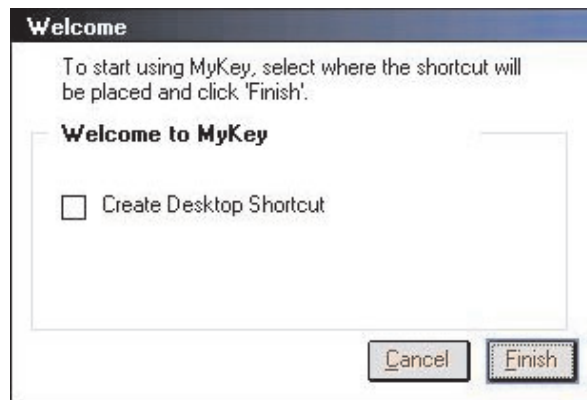 Welcome
To start using MyKey, select where the shortcut will
be placed and click 'Finish'.
Welcome to MyKey
Create Desktop Shortcut
Cancel
Finish